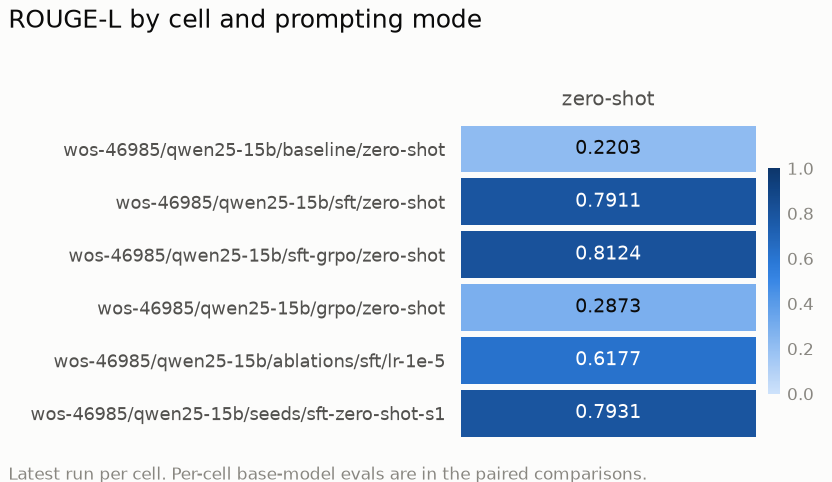 ROUGE-L by cell and prompting mode
zero-shot
wos-46985/qwen25-15b/baseline/zero-shot 0.2203
wos-46985/qwen25-15b/sft/zero-shot 0.7911
wos-46985/qwen25-15b/sft-grpo/zero-shot 0.8124
wos-46985/qwen25-15b/grpo/zero-shot 0.2873
wos-46985/qwen25-15b/ablations/sft/lr-1e-5 0.6177
wos-46985/qwen25-15b/seeds/sft-zero-shot-s1 0.7931
1.0
0.8
0.6
0.4
0.2
0.0
Latest run per cell. Per-cell base-model evals are in the paired comparisons.